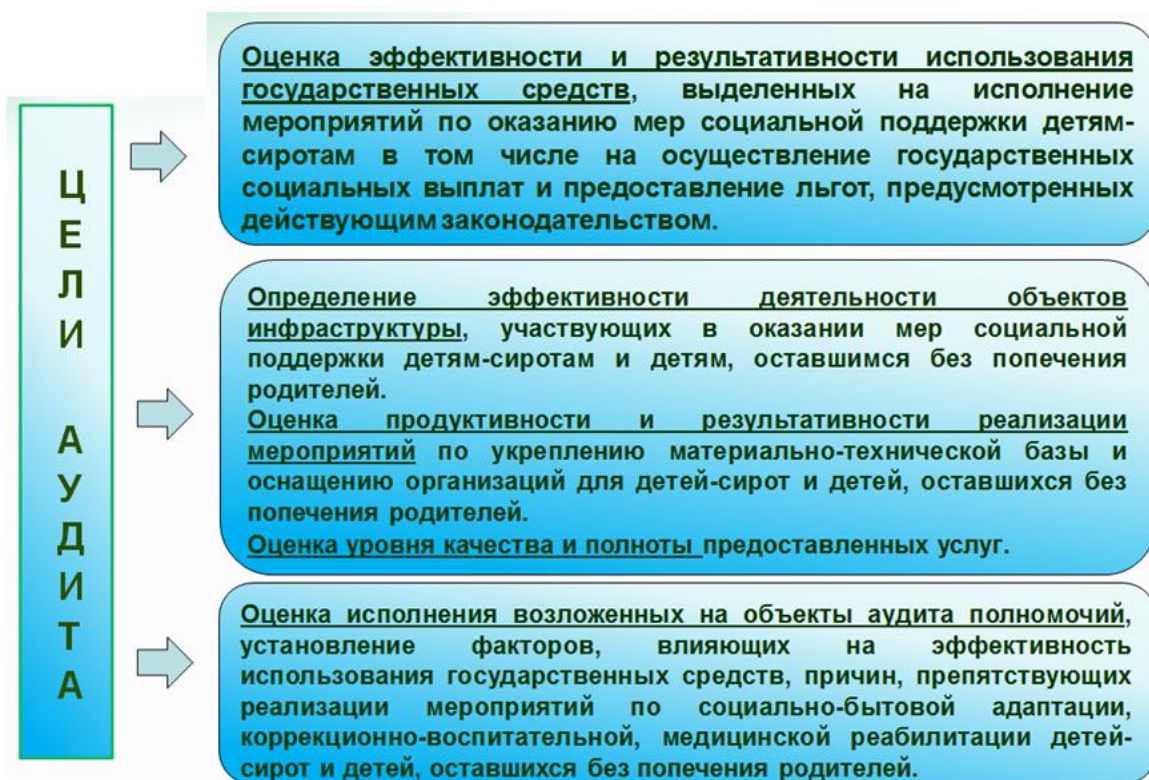 ЦЕЛИ АУДИТА
Оценка эффективности и результативности использования
государственных средств, выделенных на исполнение
мероприятий по оказанию мер социальной поддержки детям-
сиротам в том числе на осуществление государственных
социальных выплат и предоставление льгот, предусмотренных
действующим законодательством.
Определение эффективности деятельности объектов
инфраструктуры, участвующих в оказании мер социальной
поддержки детям-сиротам и детям, оставшимся без попечения
родителей.
Оценка продуктивности и результативности реализации
мероприятий по укреплению материально-технической базы и
оснащению организаций для детей-сирот и детей, оставшихся без
попечения родителей.
Оценка уровня качества и полноты предоставленных услуг.
Оценка исполнения возложенных на объекты аудита полномочий,
установление факторов, влияющих на эффективность
использования государственных средств, причин, препятствующих
реализации мероприятий по социально-бытовой адаптации,
коррекционно-воспитательной, медицинской реабилитации детей-
сирот и детей, оставшихся без попечения родителей.